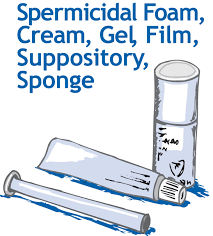 Spermicidal Foam,
Cream, Gel, Film,
Suppository,
Sponge